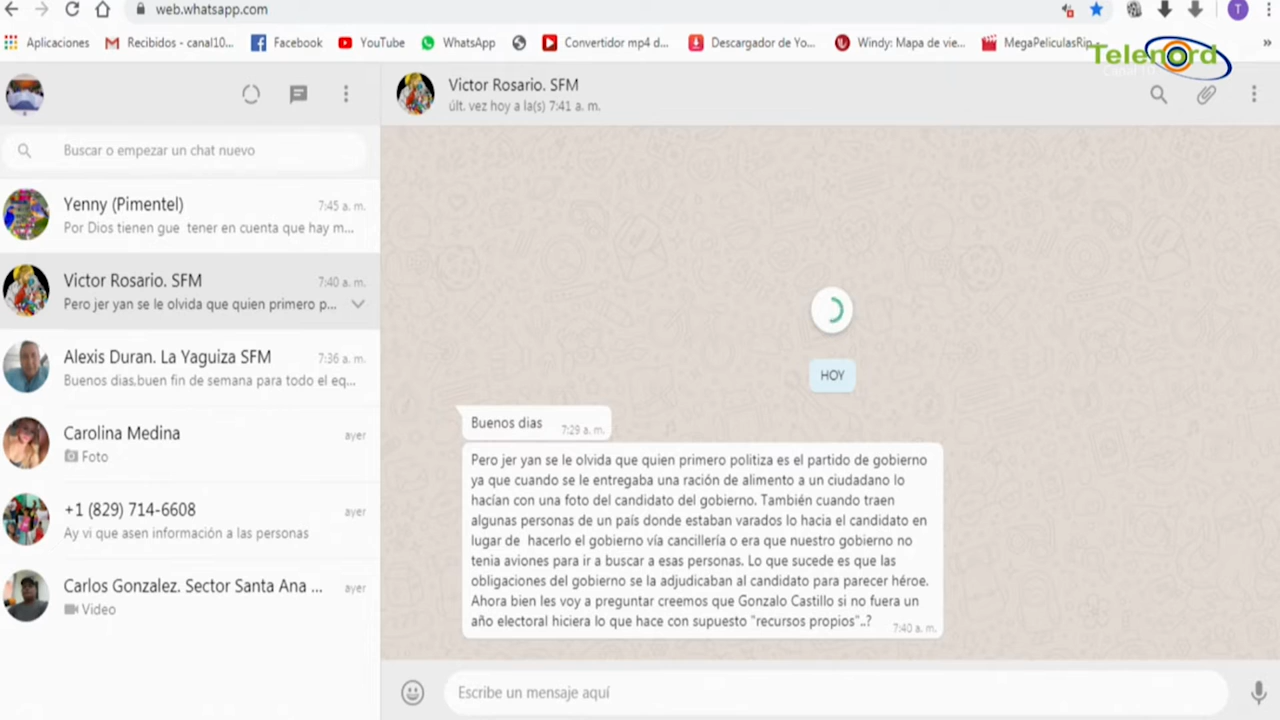 web.whatsapp.com
T
Aplicaciones
Recibidos - canal10...
Facebook
YouTube
WhatsApp
Convertidor mp4 d...
Descargador de Yo...
Windy: Mapa de vie...
MegaPeliculasRip
»
Telenord
Canal 10
Victor Rosario. SFM
últ. vez hoy a la(s) 7:41 a. m.
Buscar o empezar un chat nuevo
Yenny (Pimentel)
7:45 a. m.
Por Dios tienen gue tener en cuenta que hay m...
Victor Rosario. SFM
7:40 a. m.
Pero jer yan se le olvida que quien primero p...
Alexis Duran. La Yaguiza SFM
7:36 a. m.
Buenos dias,buen fin de semana para todo el eq...
Carolina Medina
ayer
Foto
+1 (829) 714-6608
ayer
Ay vi que asen información a las personas
Carlos Gonzalez. Sector Santa Ana ...
ayer
Video
HOY
Buenos dias
7:29 a. m.
Pero jer yan se le olvida que quien primero politiza es el partido de gobierno
ya que cuando se le entregaba una ración de alimento a un ciudadano lo
hacían con una foto del candidato del gobierno. También cuando traen
algunas personas de un país donde estaban varados lo hacia el candidato en
lugar de hacerlo el gobierno vía cancillería o era que nuestro gobierno no
tenia aviones para ir a buscar a esas personas. Lo que sucede es que las
obligaciones del gobierno se la adjudicaban al candidato para parecer héroe.
Ahora bien les voy a preguntar creemos que Gonzalo Castillo si no fuera un
año electoral hiciera lo que hace con supuesto "recursos propios"..?
7:40 a. m.
Escribe un mensaje aquí